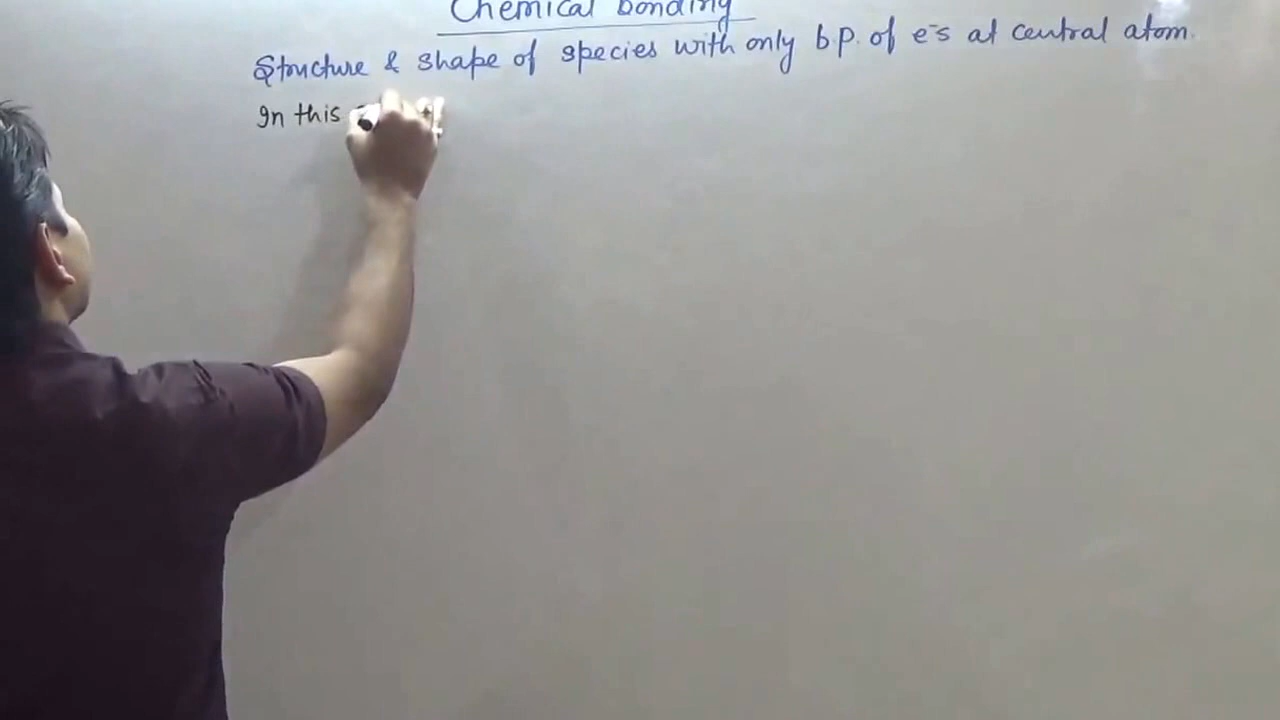 Chemical bonding
Structure & shape of species with only b.p. of e⁻s at central atom.
In this